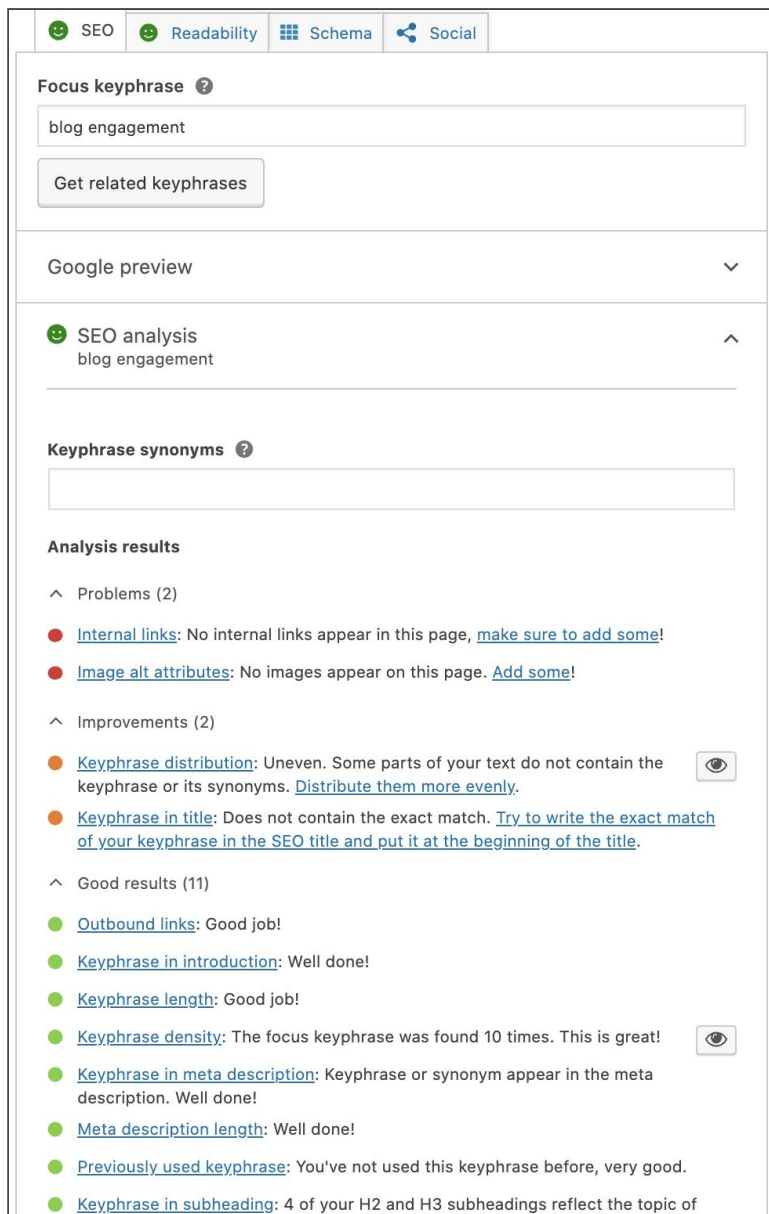 SEO
Readability
Schema
Social
Focus keyphrase
blog engagement
Get related keyphrases
Google preview
SEO analysis
blog engagement
Keyphrase synonyms
Analysis results
Problems (2)
Internal links: No internal links appear in this page, make sure to add some!
Image alt attributes: No images appear on this page. Add some!
Improvements (2)
Keyphrase distribution: Uneven. Some parts of your text do not contain the
keyphrase or its synonyms. Distribute them more evenly.
Keyphrase in title: Does not contain the exact match. Try to write the exact match
of your keyphrase in the SEO title and put it at the beginning of the title.
Good results (11)
Outbound links: Good job!
Keyphrase in introduction: Well done!
Keyphrase length: Good job!
Keyphrase density: The focus keyphrase was found 10 times. This is great!
Keyphrase in meta description: Keyphrase or synonym appear in the meta
description. Well done!
Meta description length: Well done!
Previously used keyphrase: You've not used this keyphrase before, very good.
Keyphrase in subheading: 4 of your H2 and H3 subheadings reflect the topic of